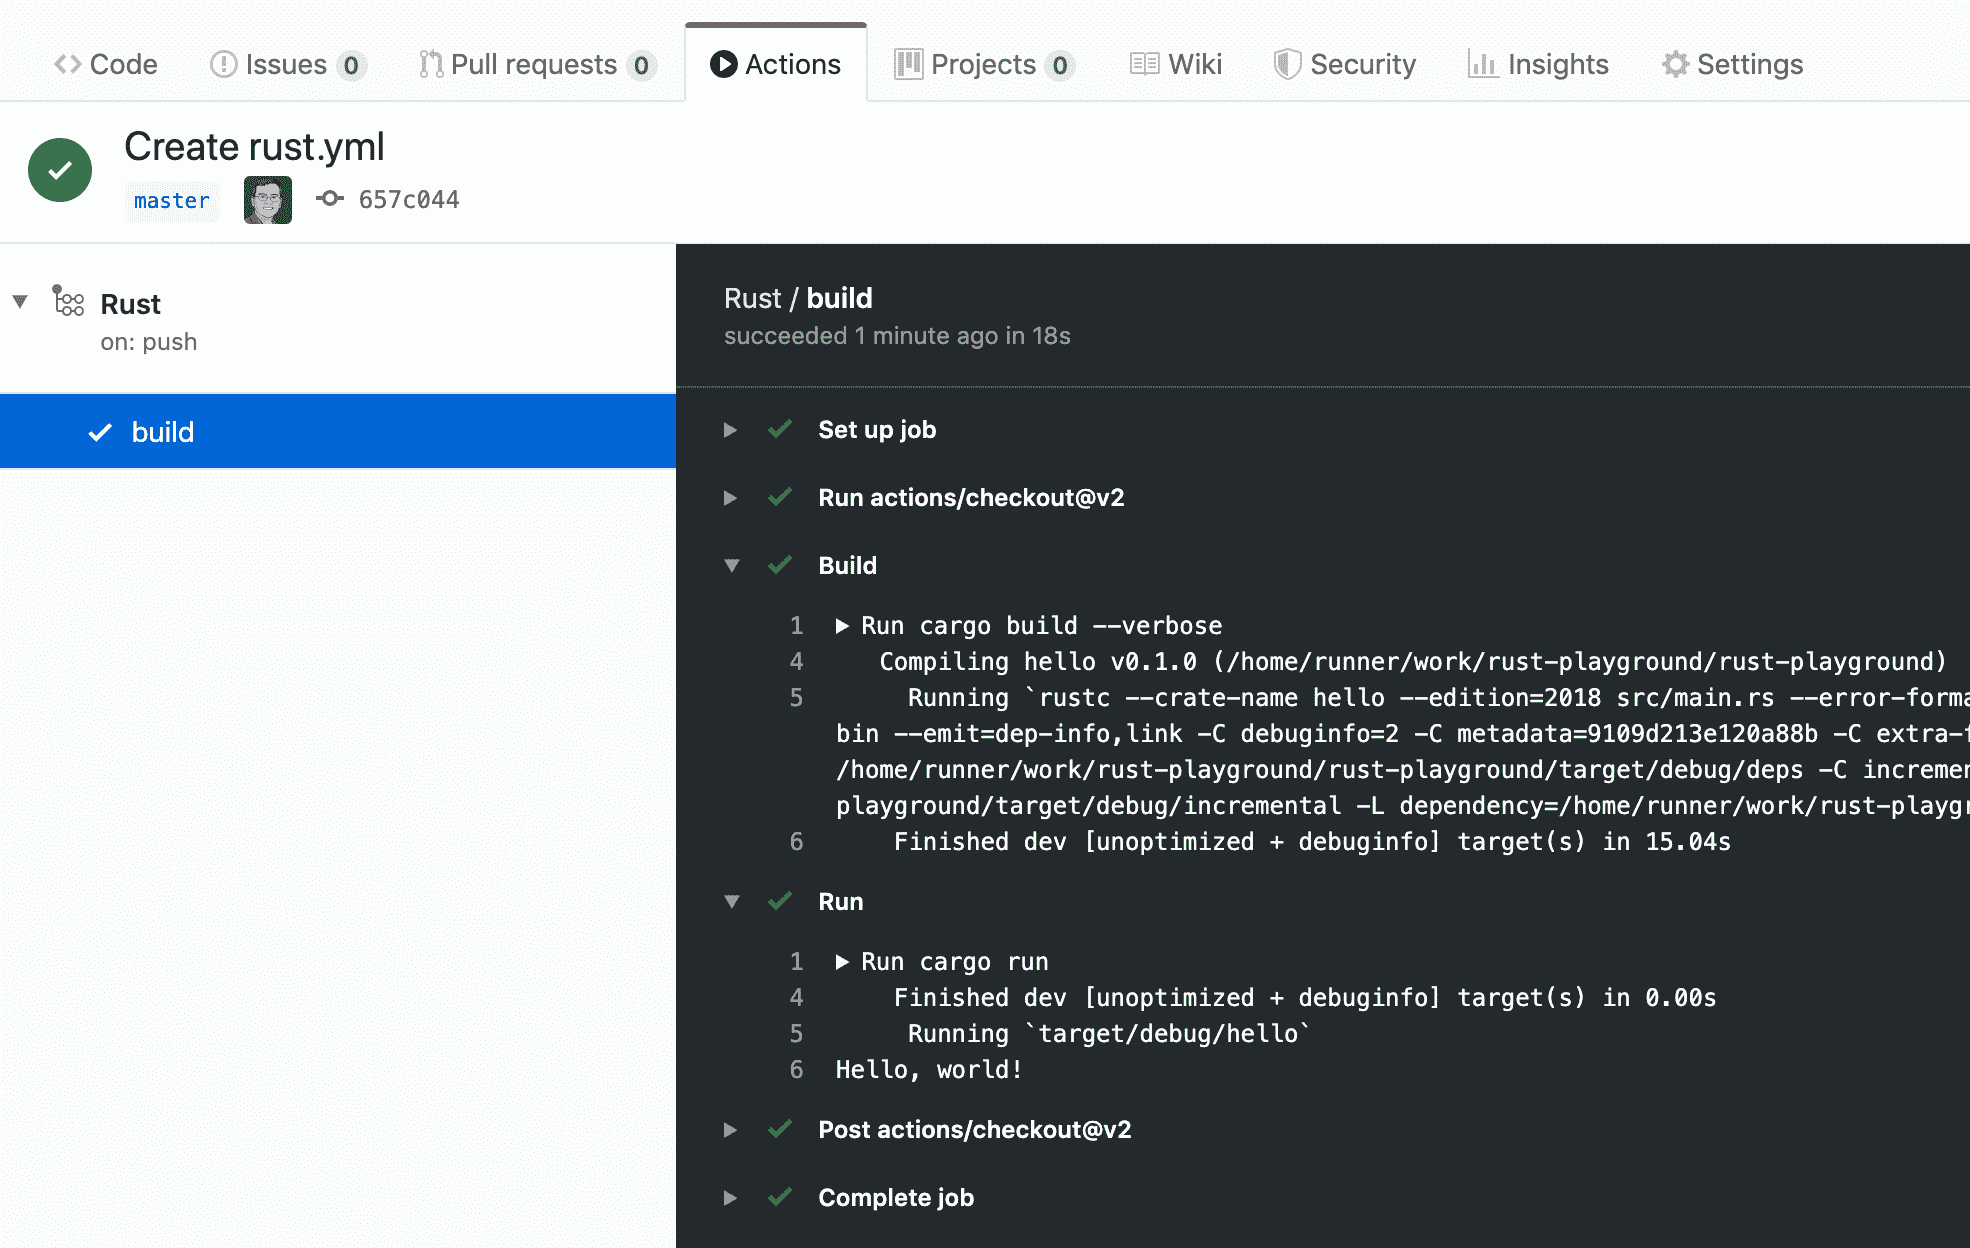 Code Issues 0 Pull requests 0 Actions Projects 0 Wiki Security Insights Settings
Create rust.yml
master 657c044
Rust
on: push
build
Rust / build
succeeded 1 minute ago in 18s
Set up job
Run actions/checkout@v2
Build
1 Run cargo build --verbose
4 Compiling hello v0.1.0 (/home/runner/work/rust-playground/rust-playground)
5 Running `rustc --crate-name hello --edition=2018 src/main.rs --error-forma
bin --emit=dep-info,link -C debuginfo=2 -C metadata=9109d213e120a88b -C extra-f
/home/runner/work/rust-playground/rust-playground/target/debug/deps -C incremen
playground/target/debug/incremental -L dependency=/home/runner/work/rust-playgr
6 Finished dev [unoptimized + debuginfo] target(s) in 15.04s
Run
1 Run cargo run
4 Finished dev [unoptimized + debuginfo] target(s) in 0.00s
5 Running `target/debug/hello`
6 Hello, world!
Post actions/checkout@v2
Complete job